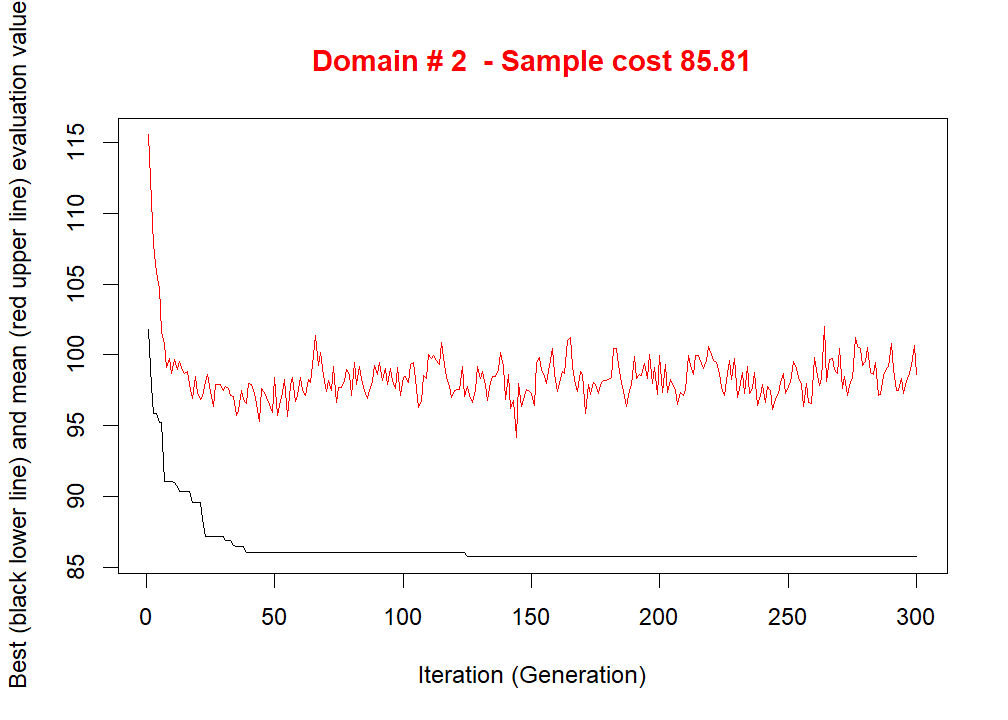 Domain # 2  - Sample cost 85.81
Best (black lower line) and mean (red upper line) evaluation value
115
110
105
100
95
90
85
0 50 100 150 200 250 300
Iteration (Generation)